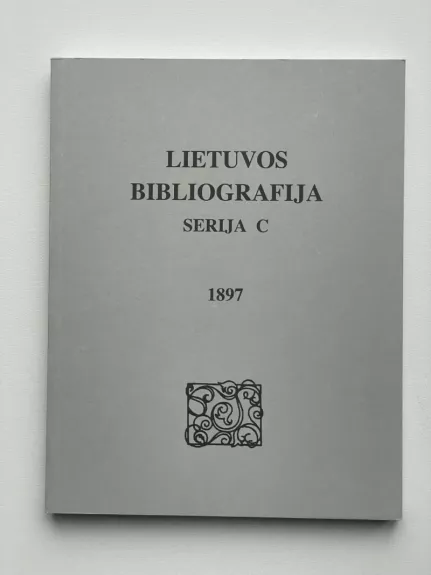 LIETUVOS
BIBLIOGRAFIJA
SERIJA C
1897